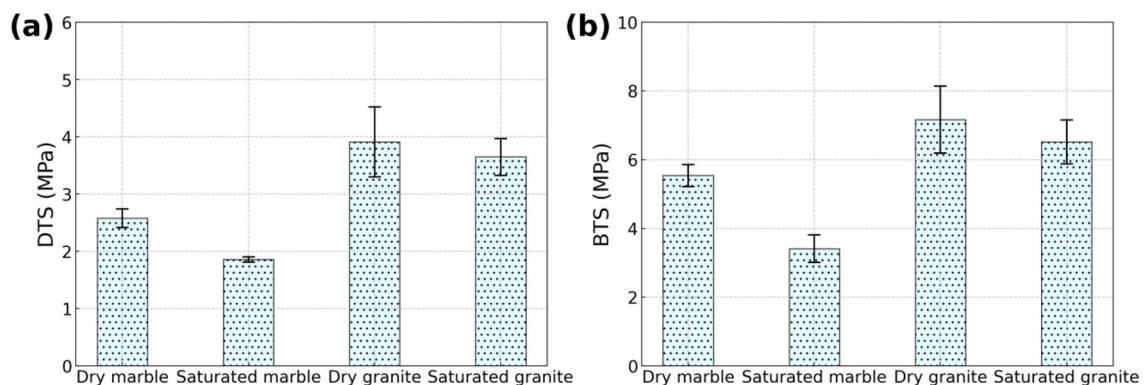 (a)
DTS (MPa)
6
5
4
3
2
1
0
Dry marble Saturated marble Dry granite Saturated granite
(b)
BTS (MPa)
10
8
6
4
2
0
Dry marble Saturated marble Dry granite Saturated granite